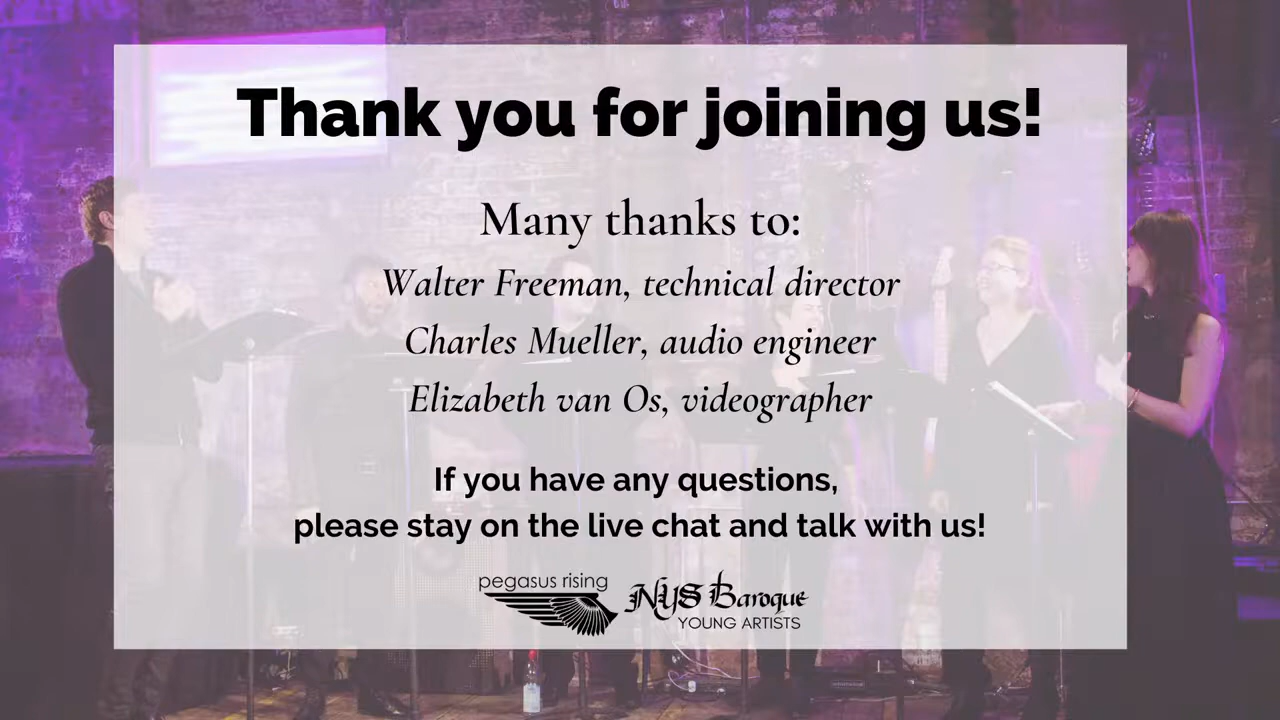 Thank you for joining us!
Many thanks to:
Walter Freeman, technical director
Charles Mueller, audio engineer
Elizabeth van Os, videographer
If you have any questions,
please stay on the live chat and talk with us!
pegasus rising
NYS Baroque
YOUNG ARTISTS